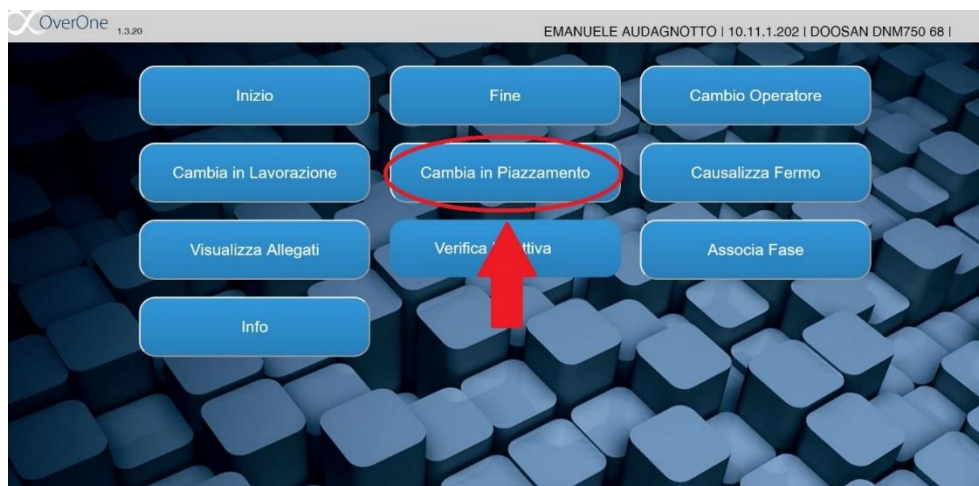 OverOne 1.3.20
EMANUELE AUDAGNOTTO | 10.11.1.202 | DOOSAN DNM750 68 |
Inizio
Fine
Cambio Operatore
Cambia in Lavorazione
Cambia in Piazzamento
Causalizza Fermo
Visualizza Allegati
Verifica
Associa Fase
Info